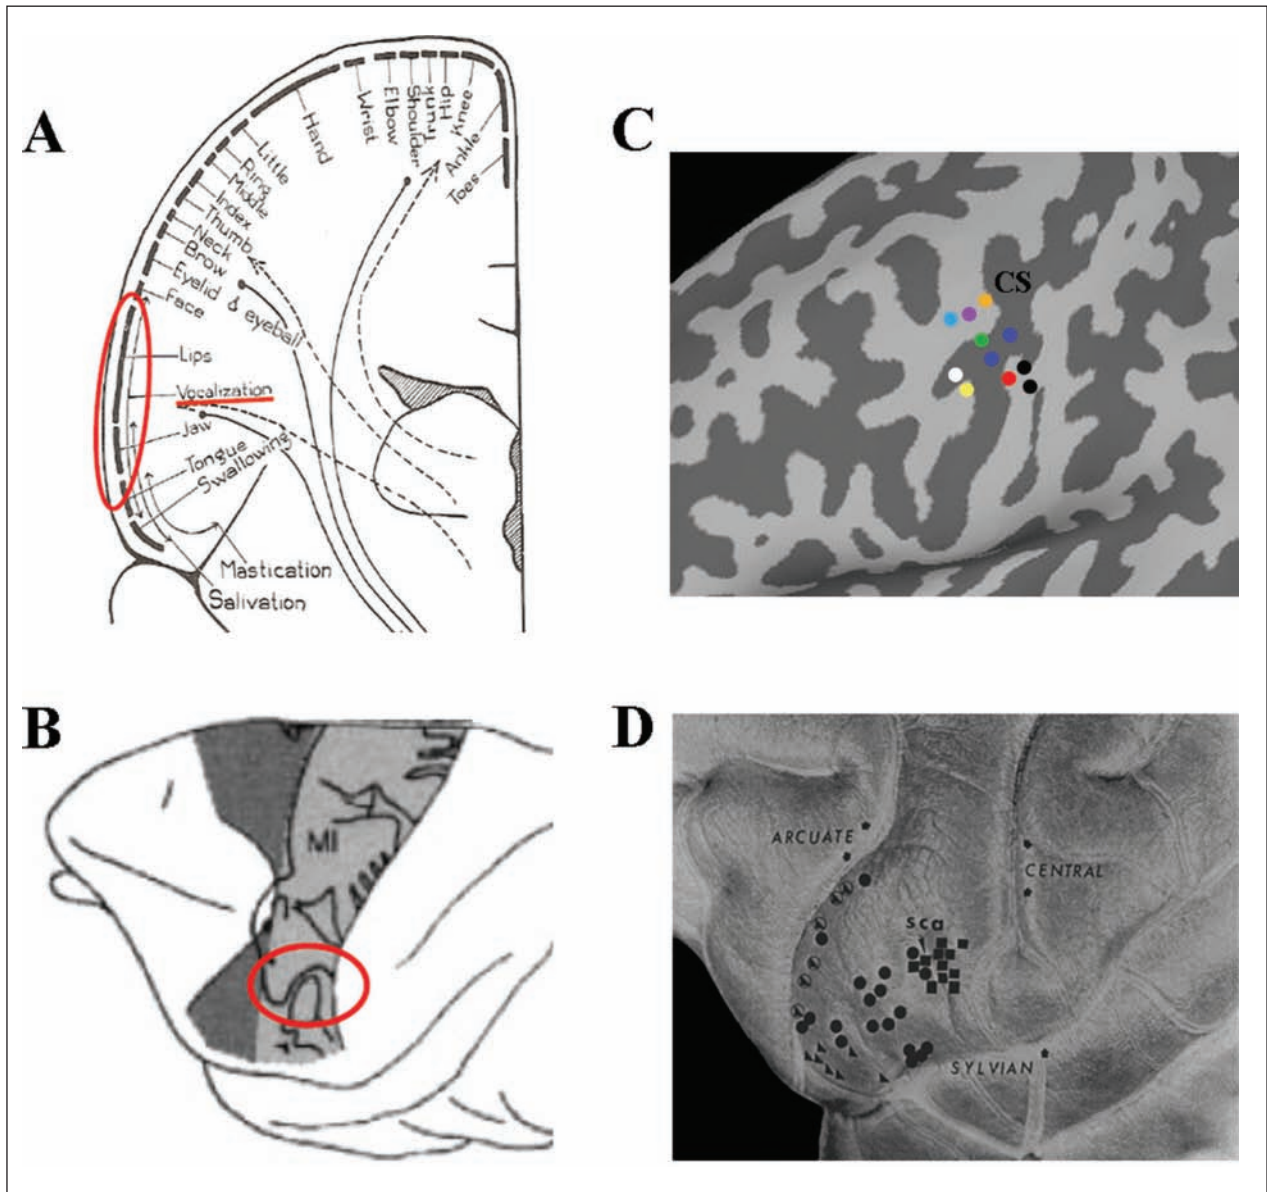 A
Toes
Ankle
Knee
Hip
Trunk
Shoulder
Elbow
Wrist
Hand
Little
Ring
Middle
Index
Thumb
Neck
Brow
Eyelid & eyeball
Face
Lips
Vocalization
Jaw
Tongue
Swallowing
Mastication
Salivation
B
MI
C
CS
D
ARCUATE
CENTRAL
sca
SYLVIAN